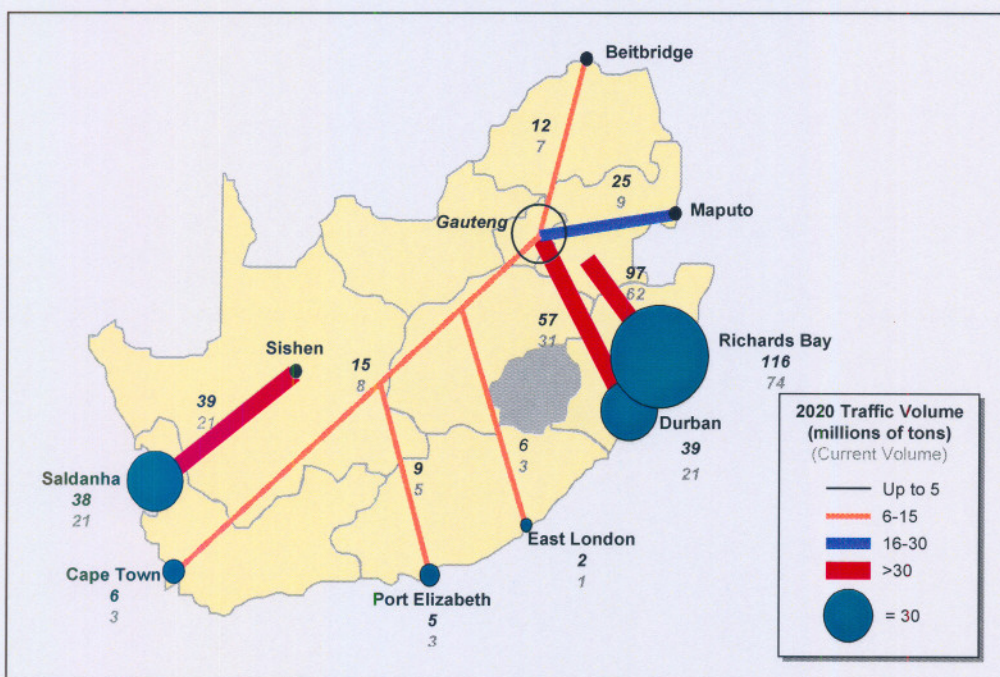 Beitbridge
12
7
25
9
Maputo
Gauteng
97
62
57
31
Richards Bay
116
74
Sishen
15
8
39
21
Durban
39
21
6
3
9
5
Saldanha
38
21
East London
2
1
Cape Town
6
3
Port Elizabeth
5
3
2020 Traffic Volume
(millions of tons)
(Current Volume)
Up to 5
6-15
16-30
>30
= 30